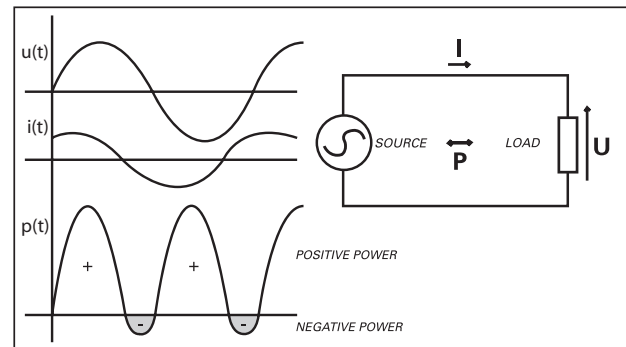 u(t)
i(t)
p(t)
+
+
-
-
POSITIVE POWER
NEGATIVE POWER
I
SOURCE
P
LOAD
U